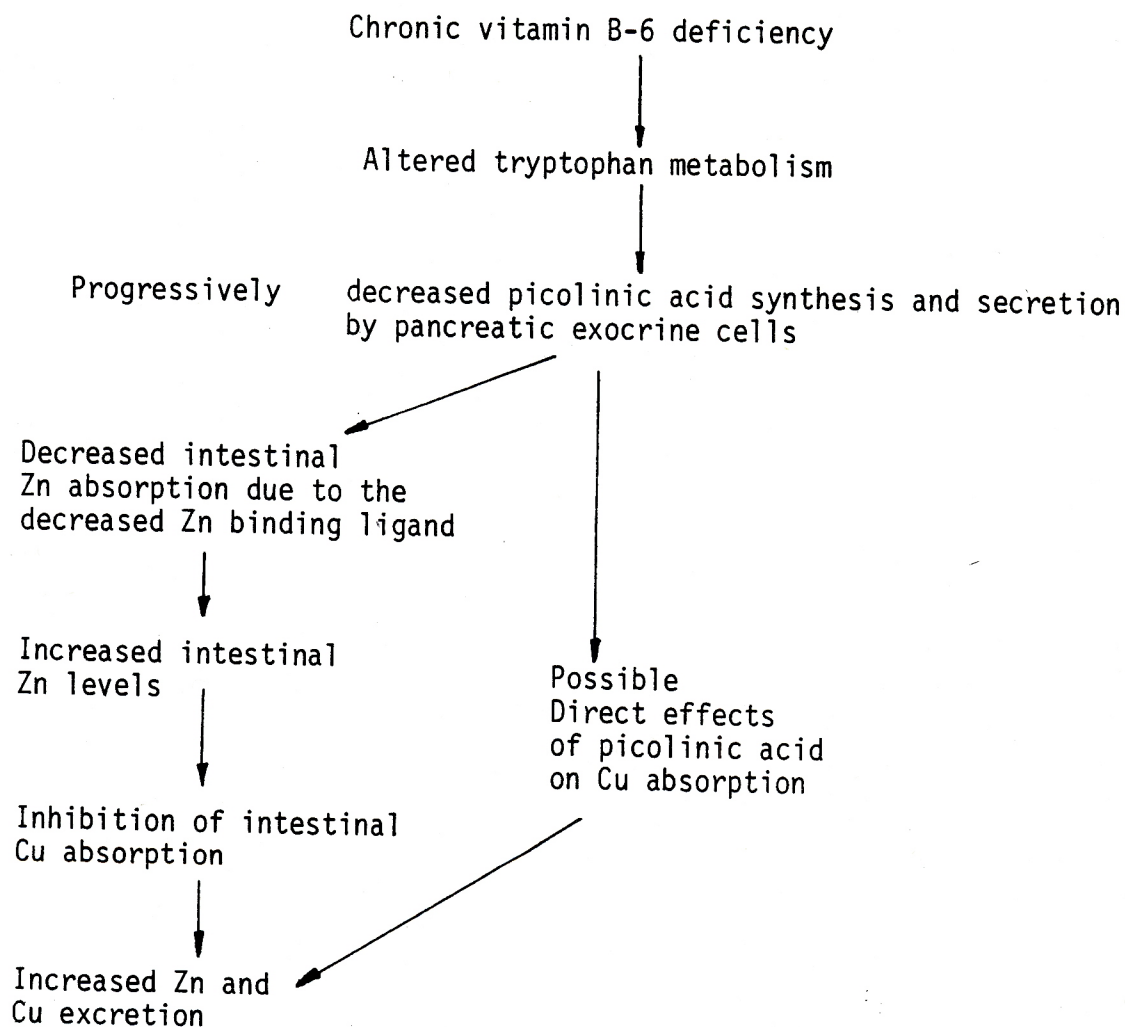 Chronic vitamin B-6 deficiency
Altered tryptophan metabolism
Progressively decreased picolinic acid synthesis and secretion
by pancreatic exocrine cells
Decreased intestinal
Zn absorption due to the
decreased Zn binding ligand
Increased intestinal
Zn levels
Inhibition of intestinal
Cu absorption
Possible
Direct effects
of picolinic acid
on Cu absorption
Increased Zn and
Cu excretion